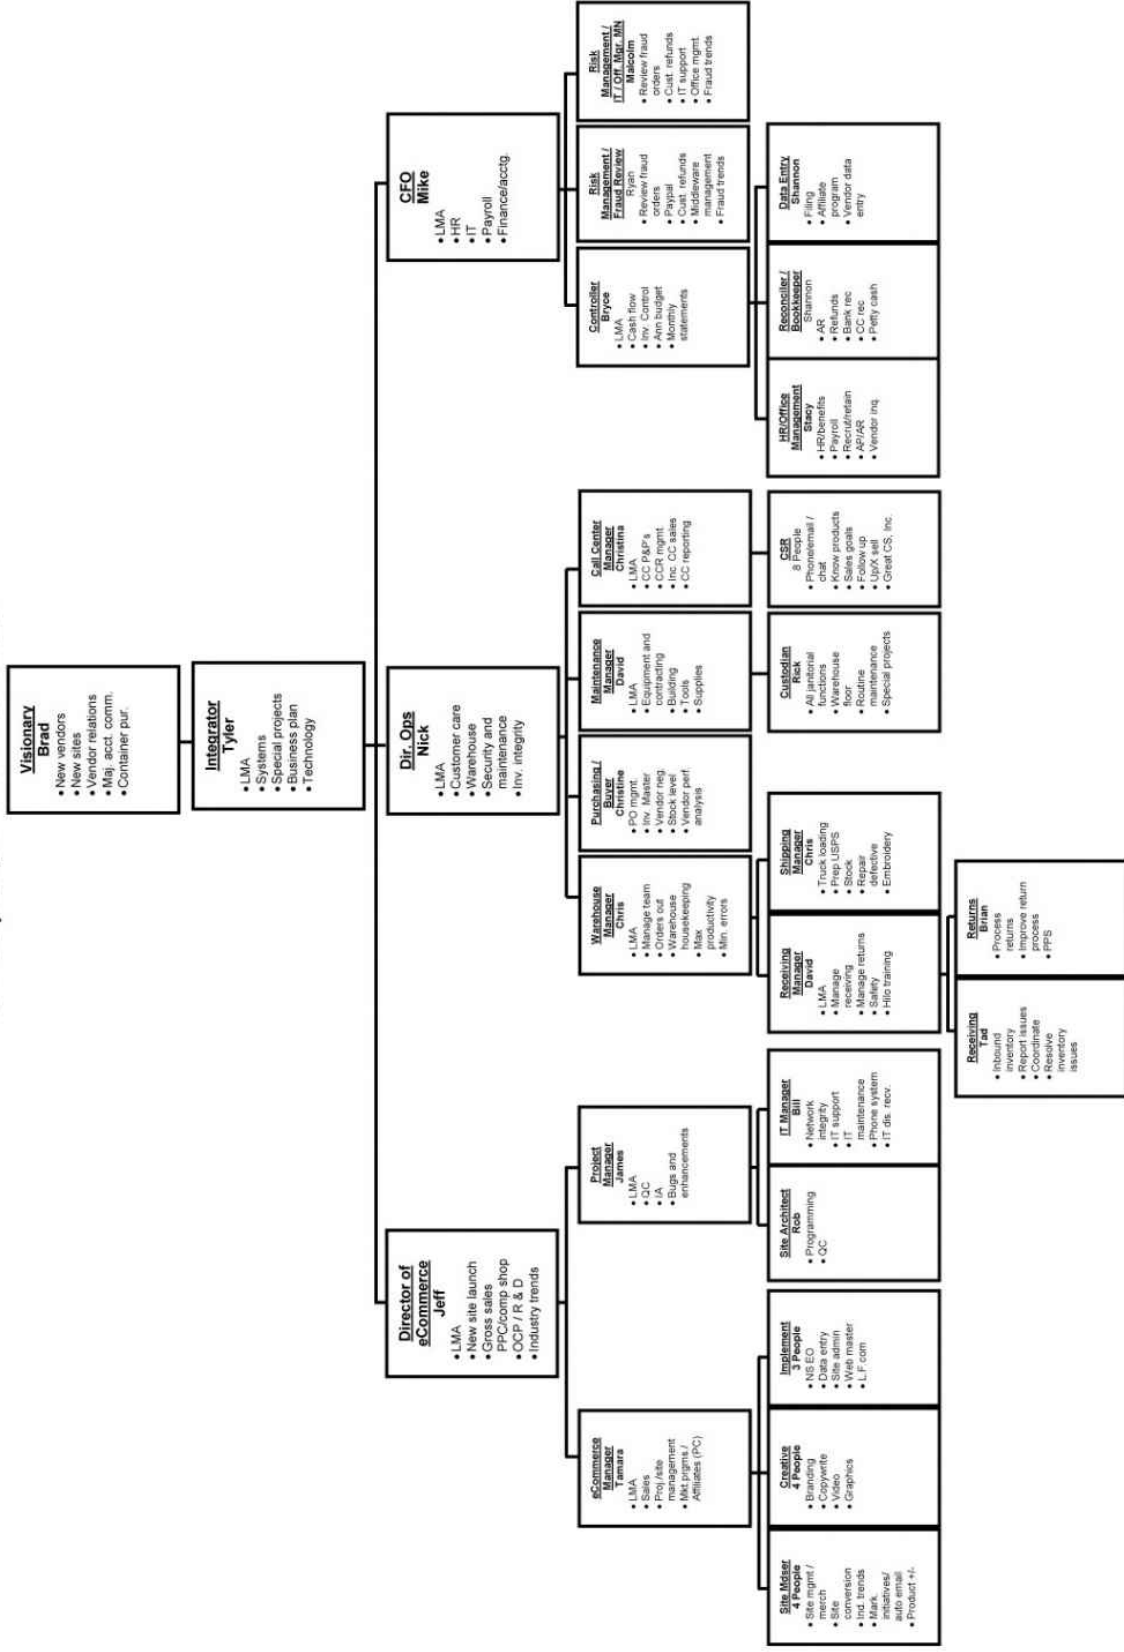 Visionary
Brad
• New vendors
• New sites
• Vendor relations
• Maj. acct. comm.
• Container pur.
Integrator
Tyler
• LMA
• Systems
• Special projects
• Business plan
• Technology
Director of
eCommerce
Jeff
• LMA
• New site launch
• Gross sales
PPC/comp shop
• OCP / R & D
• Industry trends
Dir. Ops
Nick
• LMA
• Customer care
• Warehouse
• Security and
maintenance
• Inv. integrity
CFO
Mike
• LMA
• HR
• IT
• Payroll
• Finance/acctg.
eCommerce
Manager
Tamara
• LMA
• Sales
• Proj./site
management
• Mkt prgms /
Affiliates (PC)
Project
Manager
James
• LMA
• QC
• IA
• Bugs and
enhancements
Warehouse
Manager
Chris
• LMA
• Manage team
• Orders out
• Warehouse
housekeeping
• Max
productivity
• Min. errors
Purchasing /
Buyer
Christine
• PO mgmt.
• Inv. Master
• Vendor neg.
• Stock level
• Vendor perf.
analysis
Maintenance
Manager
David
• LMA
• Equipment and
contracting
• Building
• Tools
• Supplies
Call Center
Manager
Christina
• LMA
• CC P&P's
• CCR mgmt.
• Inc. CC sales
• CC reporting
Controller
Bryce
• LMA
• Cash flow
• Inv. Control
• Ann budget
• Monthly
statements
Risk
Management /
Fraud Review
Ryan
• Review fraud
orders
• Paypal
• Cust. refunds
• Middleware
management
• Fraud trends
Risk
Management /
IT / Off. Mgr. MN
Malcolm
• Review fraud
orders
• Cust. refunds
• IT support
• Office mgmt.
• Fraud trends
Site Mdser
4 People
• Site mgmt /
merch
• Site
conversion
• Ind. trends
• Mark.
initiatives/
auto email
• Product +/-
Creative
4 People
• Branding
• Copywrite
• Video
• Graphics
Implement
3 People
• NS EO
• Data entry
• Site admin
• Web master
• L.F.com
Site Architect
Rob
• Programming
• QC
IT Manager
Bill
• Network
integrity
• IT support
• IT
maintenance
• Phone system
• IT dis. recv.
Receiving
Manager
David
• LMA
• Manage
receiving
• Manage returns
• Safety
• Hilo training
Shipping
Manager
Chris
• Truck loading
• Prep USPS
• Stock
• Repair
defective
• Embroidery
Custodian
Rick
• All janitorial
functions
• Warehouse
floor
• Routine
maintenance
• Special projects
CSR
8 People
• Phone/email /
chat
• Know products
• Sales goals
• Follow up
• Up/X sell
• Great CS, Inc.
HR/Office
Management
Stacy
• HR/benefits
• Payroll
• Recrut/retain
• AP/AR
• Vendor inq.
Reconciler /
Bookkeeper
Shannon
• AR
• Refunds
• Bank rec
• CC rec
• Petty cash
Data Entry
Shannon
• Filing
• Affiliate
program
• Vendor data
entry
Receiving
Tad
• Inbound
inventory
• Report issues
• Coordinate
• Resolve
inventory
issues
Returns
Brian
• Process
returns
• Improve return
process
• PPS